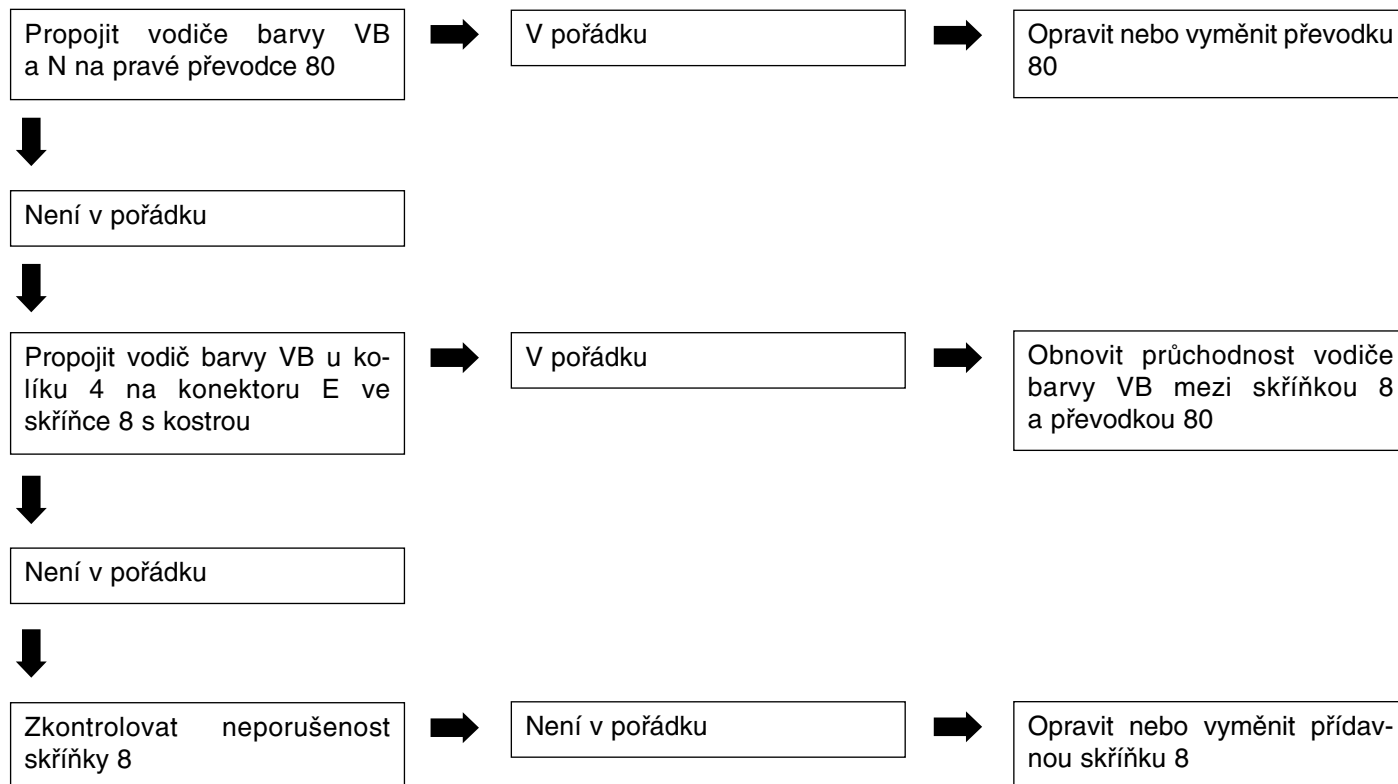 Propojit vodiče barvy VB
a N na pravé převodce 80
V pořádku
Opravit nebo vyměnit převodku
80
Není v pořádku
Propojit vodič barvy VB u ko-
líku 4 na konektoru E ve
skříňce 8 s kostrou
V pořádku
Obnovit průchodnost vodiče
barvy VB mezi skříňkou 8
a převodkou 80
Není v pořádku
Zkontrolovat neporušenost
skříňky 8
Není v pořádku
Opravit nebo vyměnit přídav-
nou skříňku 8